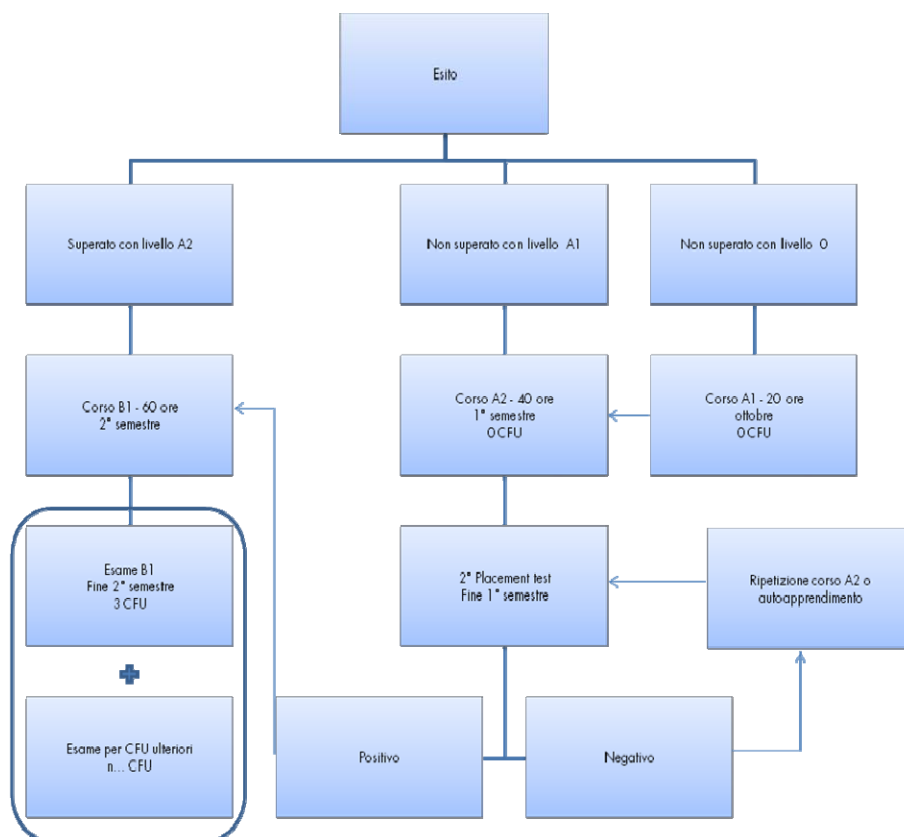 Esito
Superato con livello A2
Non superato con livello A1
Non superato con livello 0
Corso B1 - 60 ore
2° semestre
Corso A2 - 40 ore
1° semestre
0 CFU
Corso A1 - 20 ore
ottobre
0 CFU
Esame B1
Fine 2° semestre
3 CFU
2° Placement test
Fine 1° semestre
Ripetizione corso A2 o
autoapprendimento
Esame per CFU ulteriori
n... CFU
Positivo
Negativo